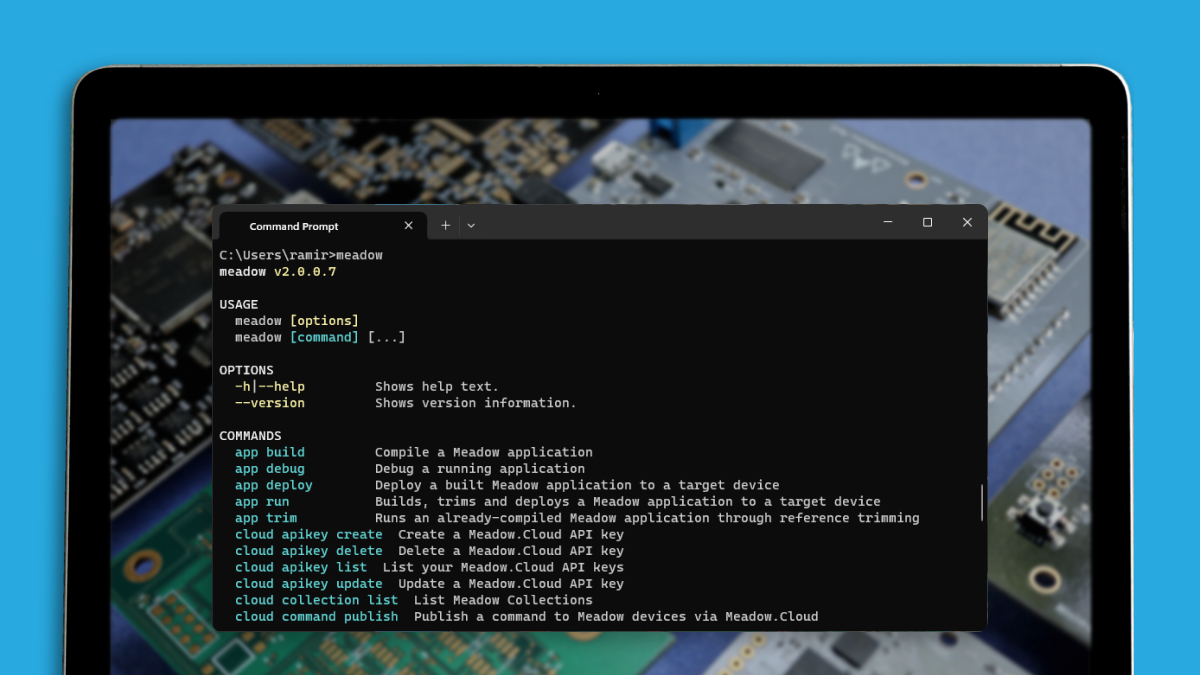 Command Prompt
C:\Users\ramir>meadow
meadow v2.0.0.7
USAGE
meadow [options]
meadow [command] [...]
OPTIONS
-h|--help Shows help text.
--version Shows version information.
COMMANDS
app build Compile a Meadow application
app debug Debug a running application
app deploy Deploy a built Meadow application to a target device
app run Builds, trims and deploys a Meadow application to a target device
app trim Runs an already-compiled Meadow application through reference trimming
cloud apikey create Create a Meadow.Cloud API key
cloud apikey delete Delete a Meadow.Cloud API key
cloud apikey list List your Meadow.Cloud API keys
cloud apikey update Update a Meadow.Cloud API key
cloud collection list List Meadow Collections
cloud command publish Publish a command to Meadow devices via Meadow.Cloud